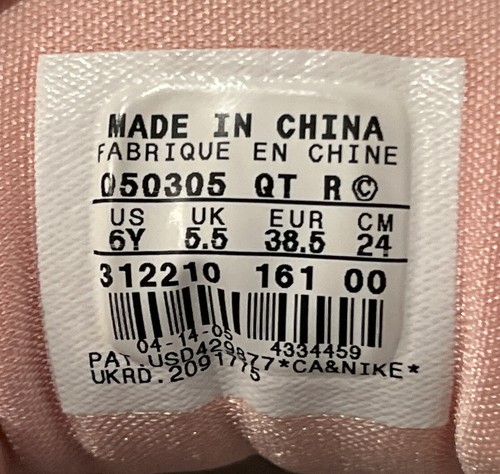 MADE IN CHINA
FABRIQUE EN CHINE
050305 QT R ©
US UK EUR CM
6Y 5.5 38.5 24
312210 161 00
04-14-05 4334459
PAT.USD429877*CA&NIKE*
UKRD.2091775